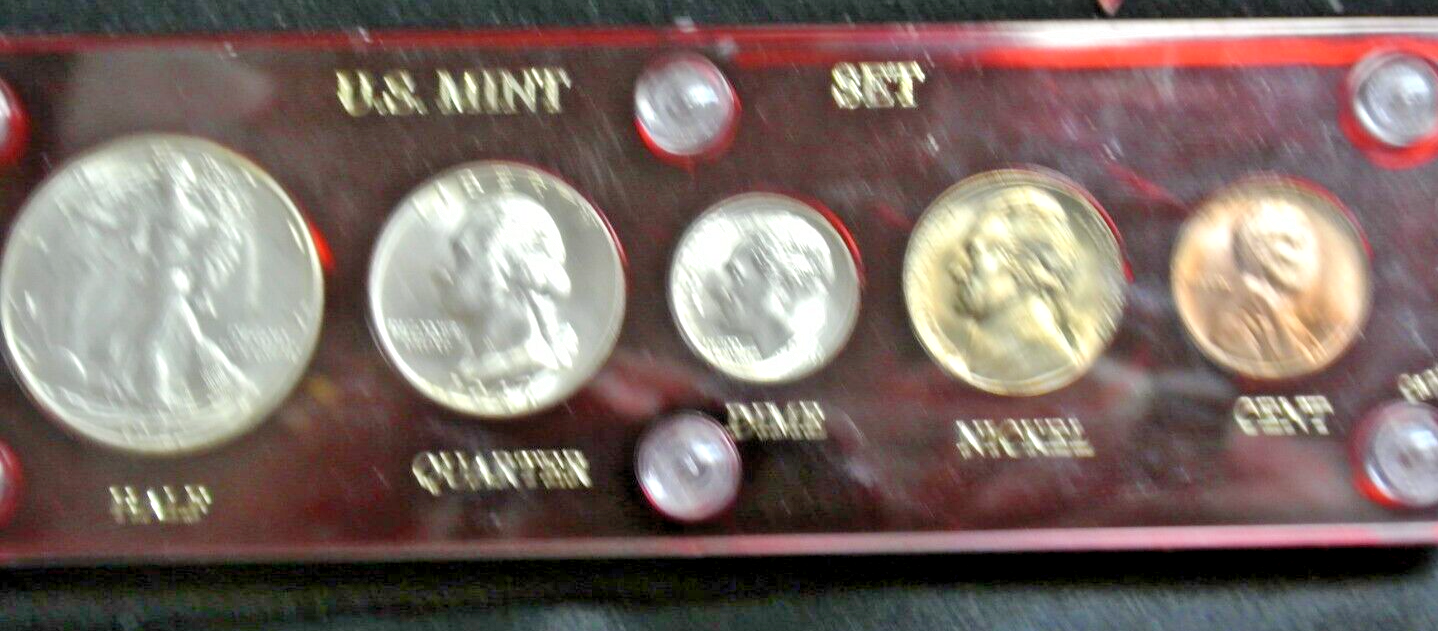 U.S. MINT SET
HALF
QUARTER
DIME
NICKEL
CENT